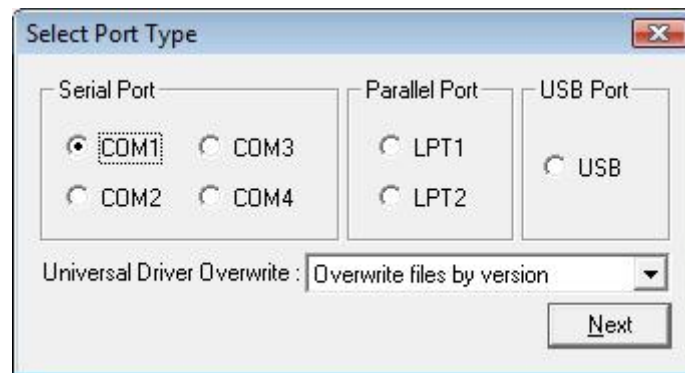 Select Port Type
Serial Port Parallel Port USB Port
COM1 COM3 LPT1
USB
COM2 COM4 LPT2
Universal Driver Overwrite : Overwrite files by version
Next